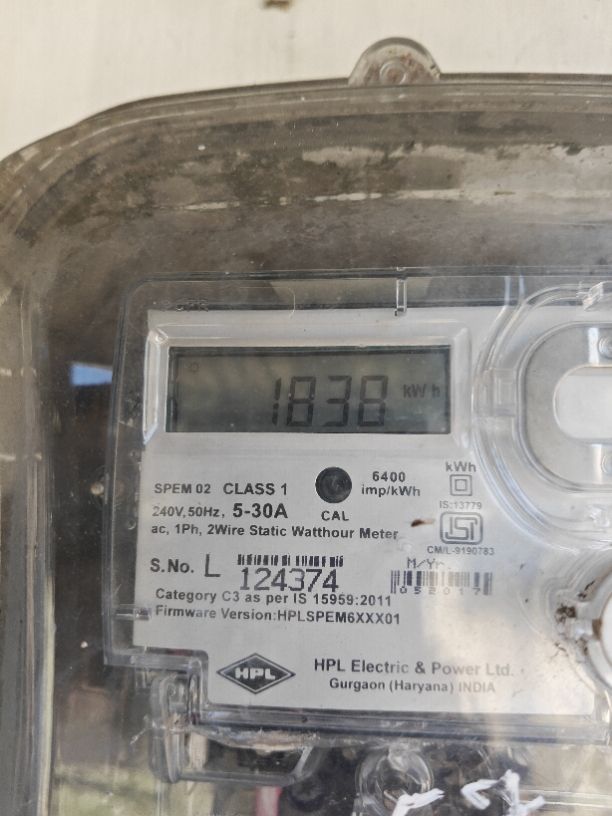 1838 kWh
SPEM 02 CLASS 1
240V,50Hz, 5-30A
ac, 1Ph, 2Wire Static Watthour Meter
CAL
6400
imp/kWh
kWh
IS:13779
ISI
CM/L-9190783
S.No. L 124374
M/Yr.
052017
Category C3 as per IS 15959:2011
Firmware Version:HPLSPEM6XXX01
HPL
HPL Electric & Power Ltd.
Gurgaon (Haryana) INDIA